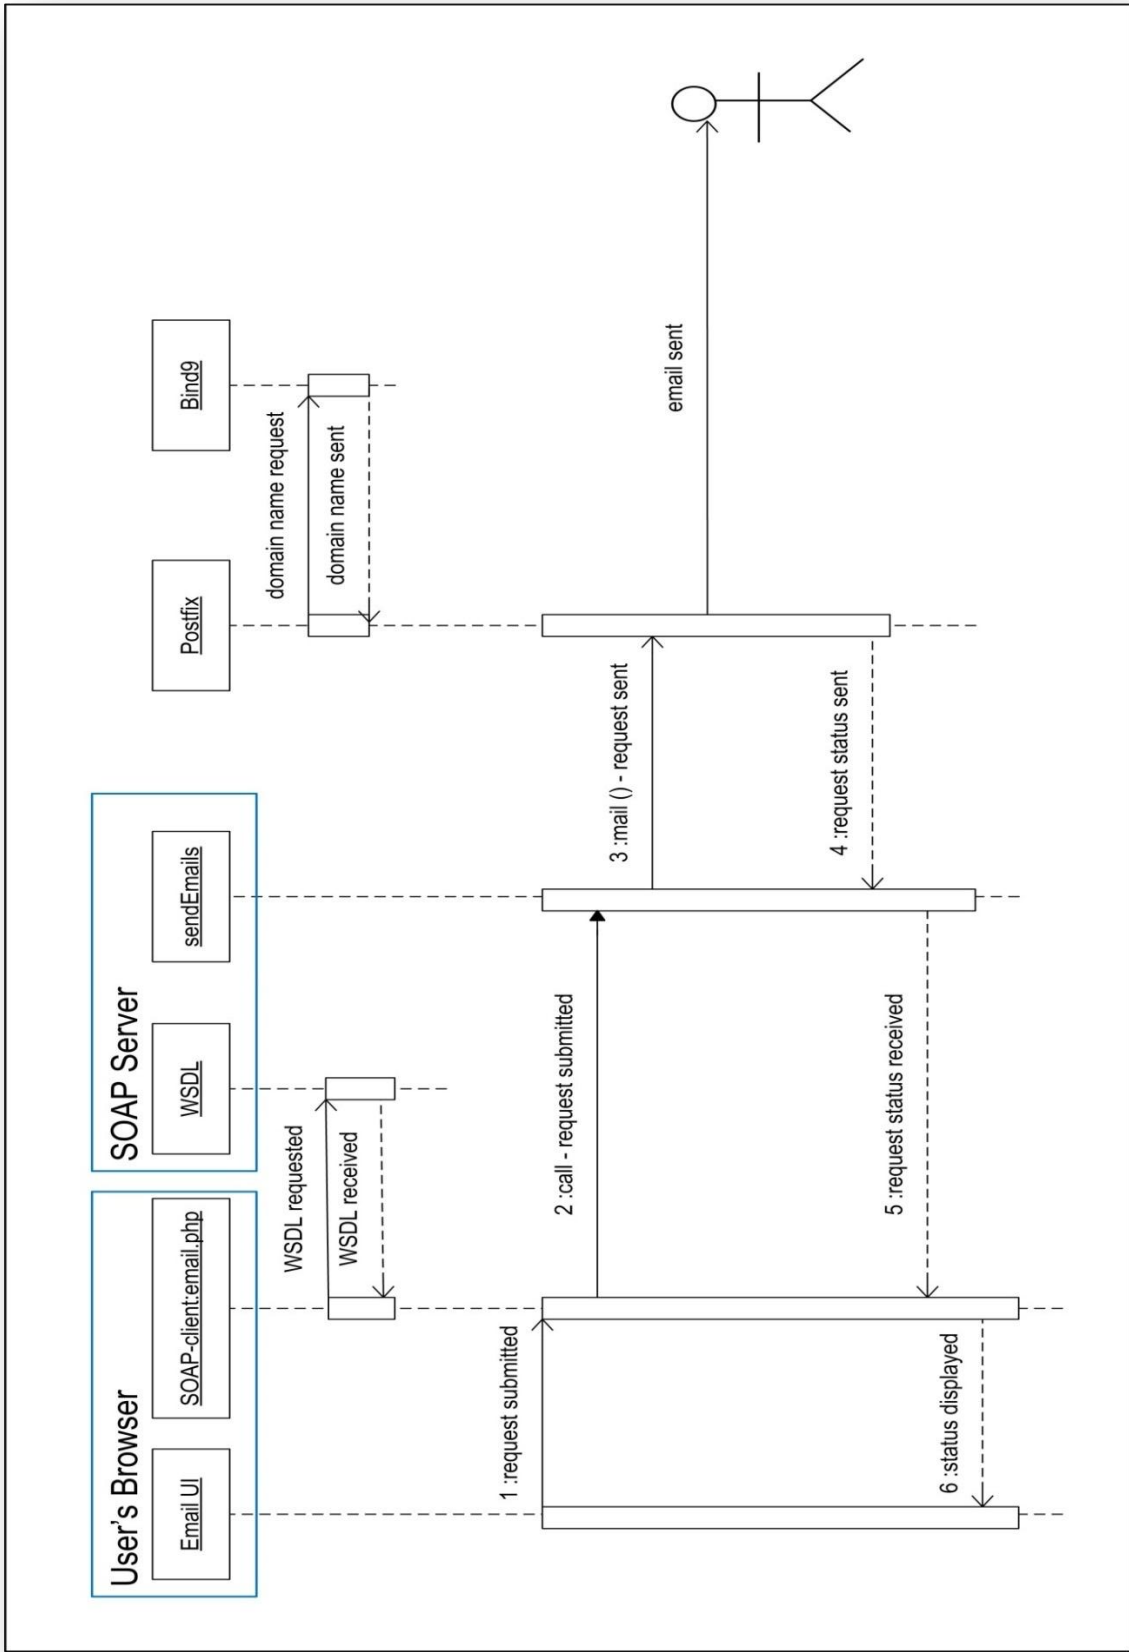 User's Browser
SOAP Server
Email UI
SOAP-client:email.php
WSDL
sendEmails
Postfix
Bind9
domain name request
domain name sent
WSDL requested
WSDL received
1 :request submitted
2 :call - request submitted
3 :mail () - request sent
email sent
4 :request status sent
5 :request status received
6 :status displayed